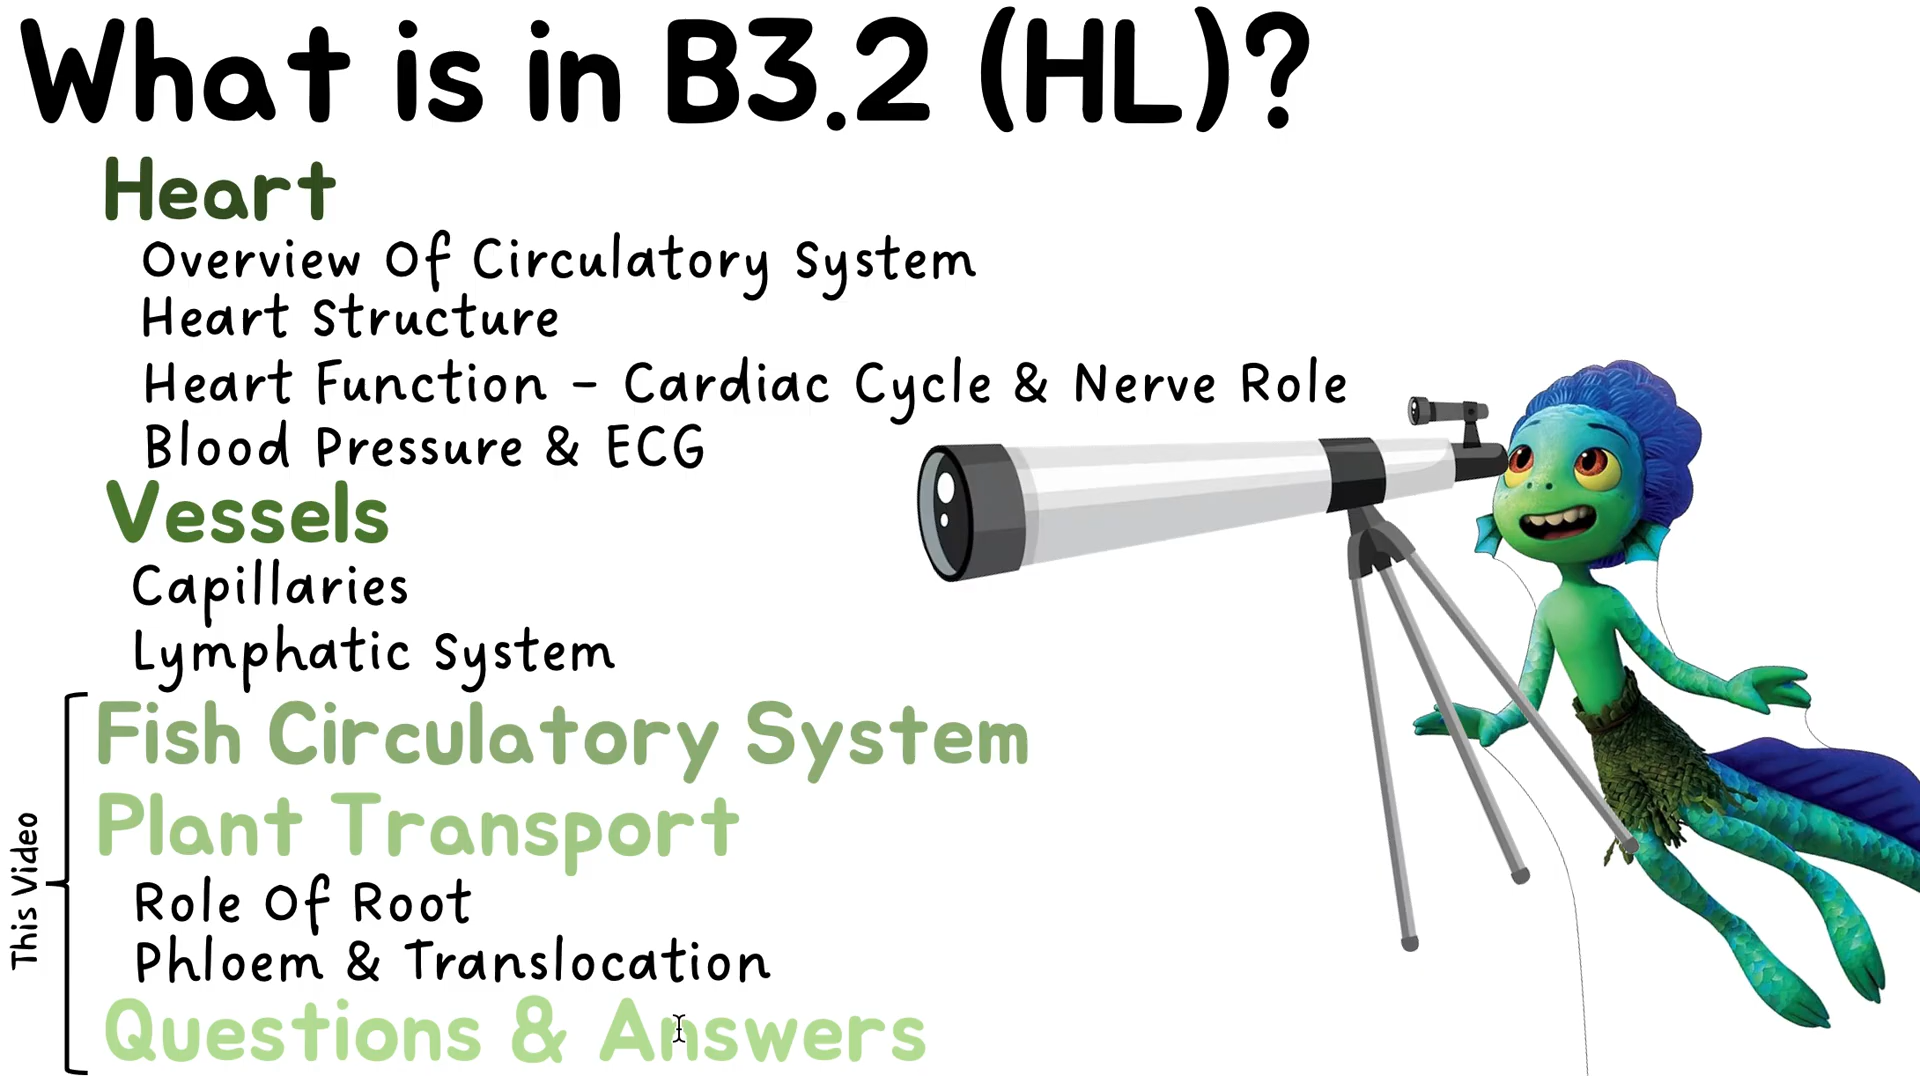 What is in B3.2 (HL)?
Heart
Overview Of Circulatory System
Heart Structure
Heart Function - Cardiac Cycle & Nerve Role
Blood Pressure & ECG
Vessels
Capillaries
Lymphatic System
This Video
Fish Circulatory System
Plant Transport
Role Of Root
Phloem & Translocation
Questions & Answers